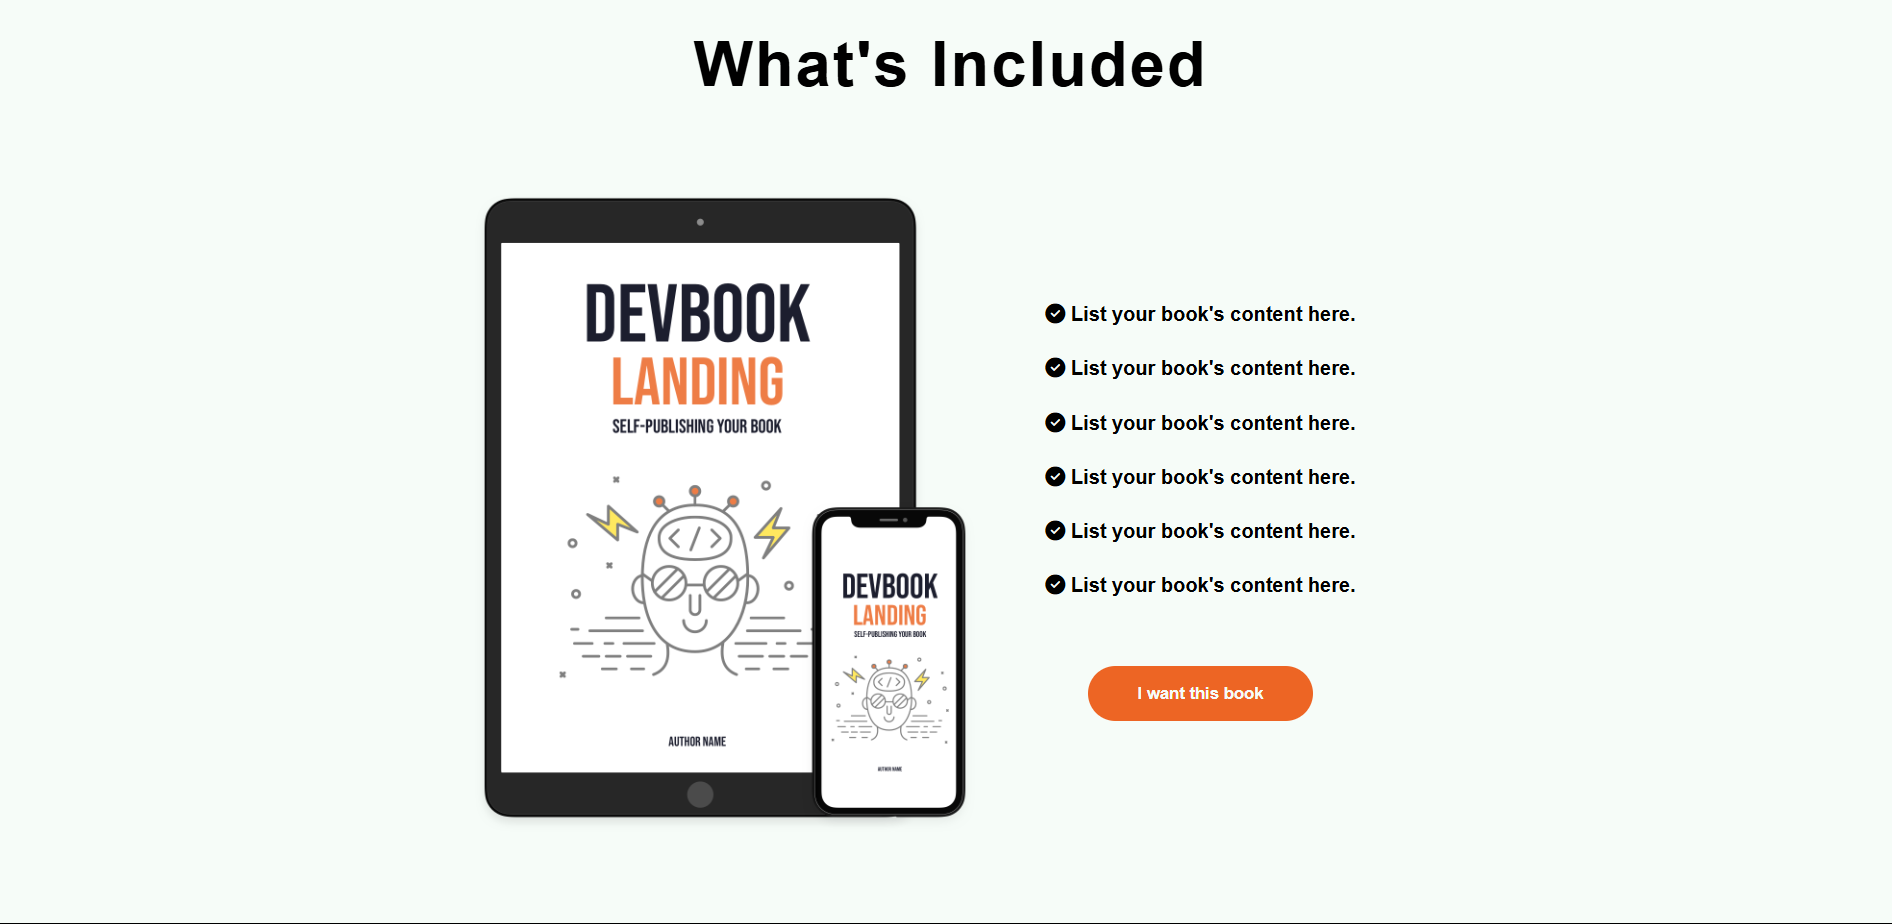 What's Included
DEVBOOK
LANDING
SELF-PUBLISHING YOUR BOOK
AUTHOR NAME
DEVBOOK
LANDING
SELF-PUBLISHING YOUR BOOK
AUTHOR NAME
List your book's content here.
List your book's content here.
List your book's content here.
List your book's content here.
List your book's content here.
List your book's content here.
I want this book